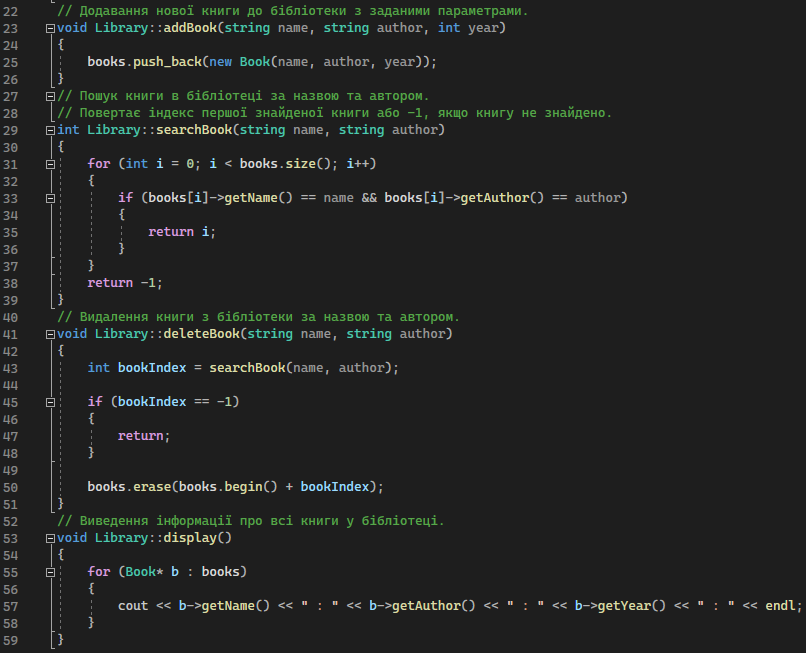 22 // Додавання нової книги до бібліотеки з заданими параметрами.
23 void Library::addBook(string name, string author, int year)
24 {
25     books.push_back(new Book(name, author, year));
26 }
27 // Пошук книги в бібліотеці за назвою та автором.
28 // Повертає індекс першої знайденої книги або -1, якщо книгу не знайдено.
29 int Library::searchBook(string name, string author)
30 {
31     for (int i = 0; i < books.size(); i++)
32     {
33         if (books[i]->getName() == name && books[i]->getAuthor() == author)
34         {
35             return i;
36         }
37     }
38     return -1;
39 }
40 // Видалення книги з бібліотеки за назвою та автором.
41 void Library::deleteBook(string name, string author)
42 {
43     int bookIndex = searchBook(name, author);
44
45     if (bookIndex == -1)
46     {
47         return;
48     }
49
50     books.erase(books.begin() + bookIndex);
51 }
52 // Виведення інформації про всі книги у бібліотеці.
53 void Library::display()
54 {
55     for (Book* b : books)
56     {
57         cout << b->getName() << " : " << b->getAuthor() << " : " << b->getYear() << " : " << endl;
58     }
59 }